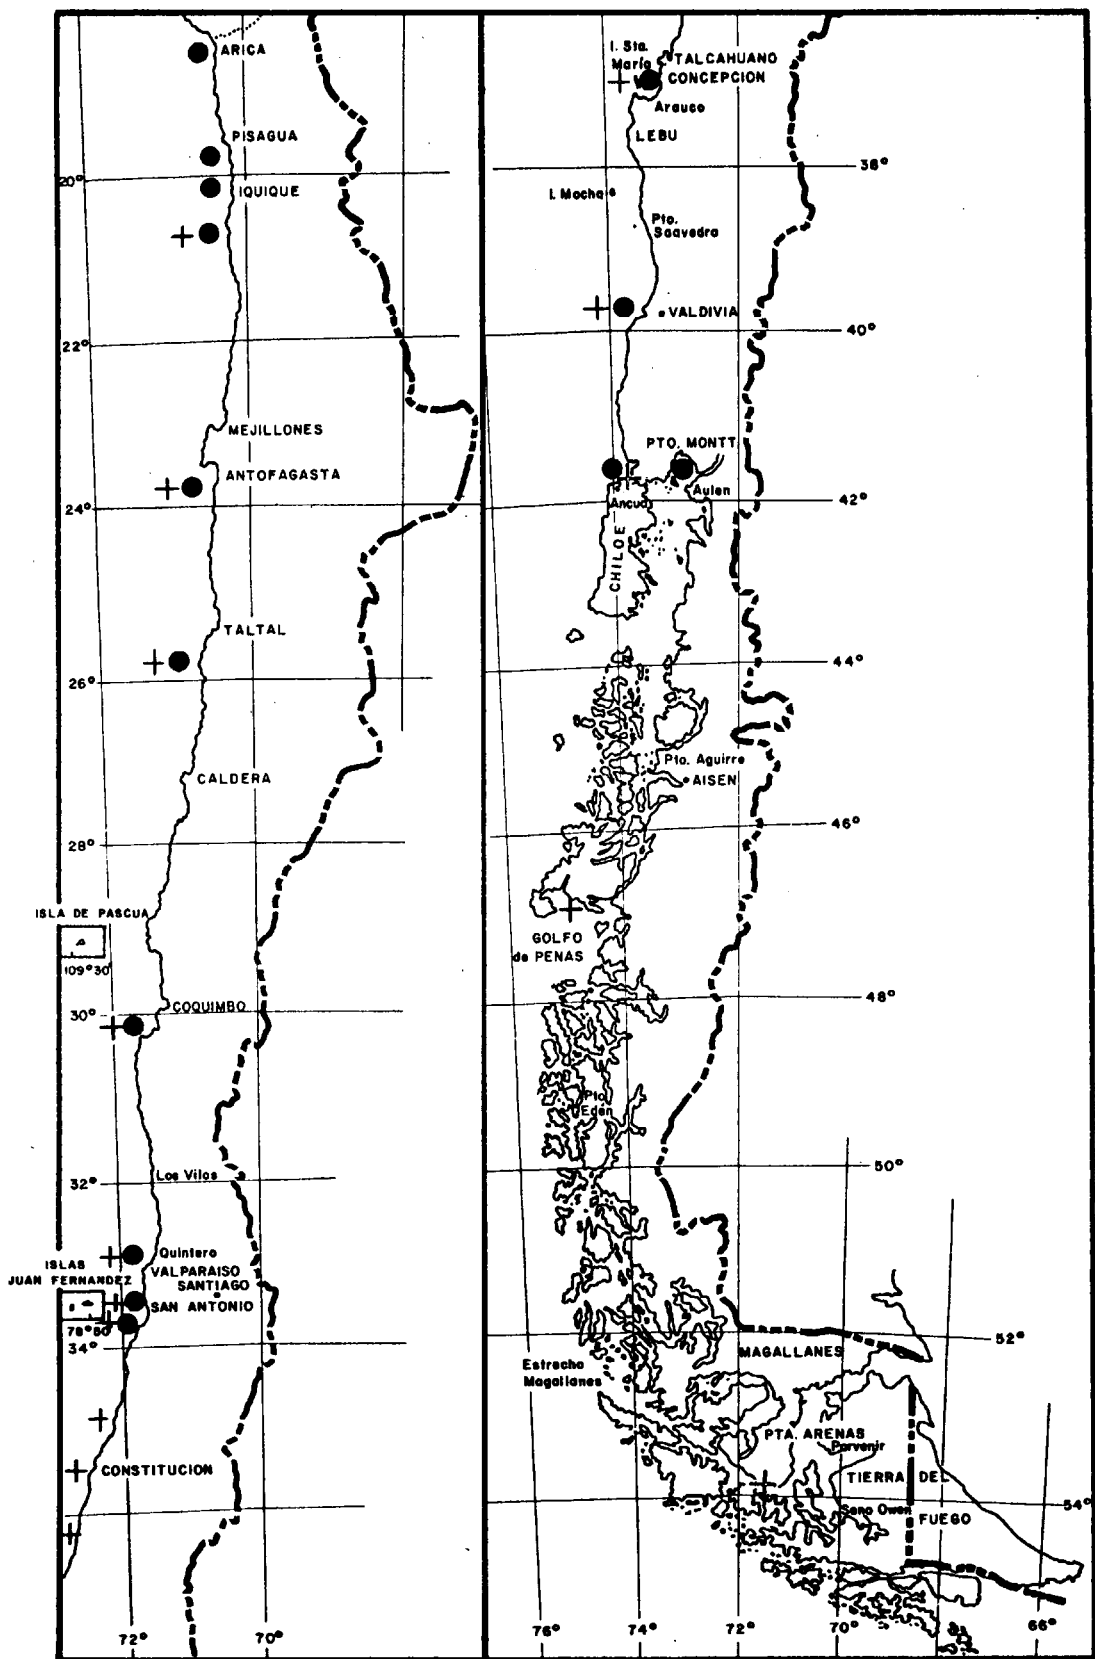 ARICA
PISAGUA
20°
IQUIQUE
22°
MEJILLONES
ANTOFAGASTA
24°
TALTAL
26°
CALDERA
28°
ISLA DE PASCUA
109°30'
COQUIMBO
30°
Los Vilos
32°
Quintero
VALPARAISO
ISLAS
JUAN FERNANDEZ
SANTIAGO
SAN ANTONIO
34°
CONSTITUCION
72°
70°
I. Sta.
María
TALCAHUANO
CONCEPCION
Arauco
LEBU
38°
I. Mocha
Pto.
Saavedra
VALDIVIA
40°
PTO. MONTT
Aulen
Ancud
42°
CHILOE
44°
Pto. Aguirre
AISEN
46°
GOLFO
de PENAS
48°
Pto.
Edén
50°
52°
MAGALLANES
Estrecho
Magallanes
PTA. ARENAS
Porvenir
TIERRA DEL
FUEGO
Seno Owen
54°
76°
74°
72°
70°
68°
66°